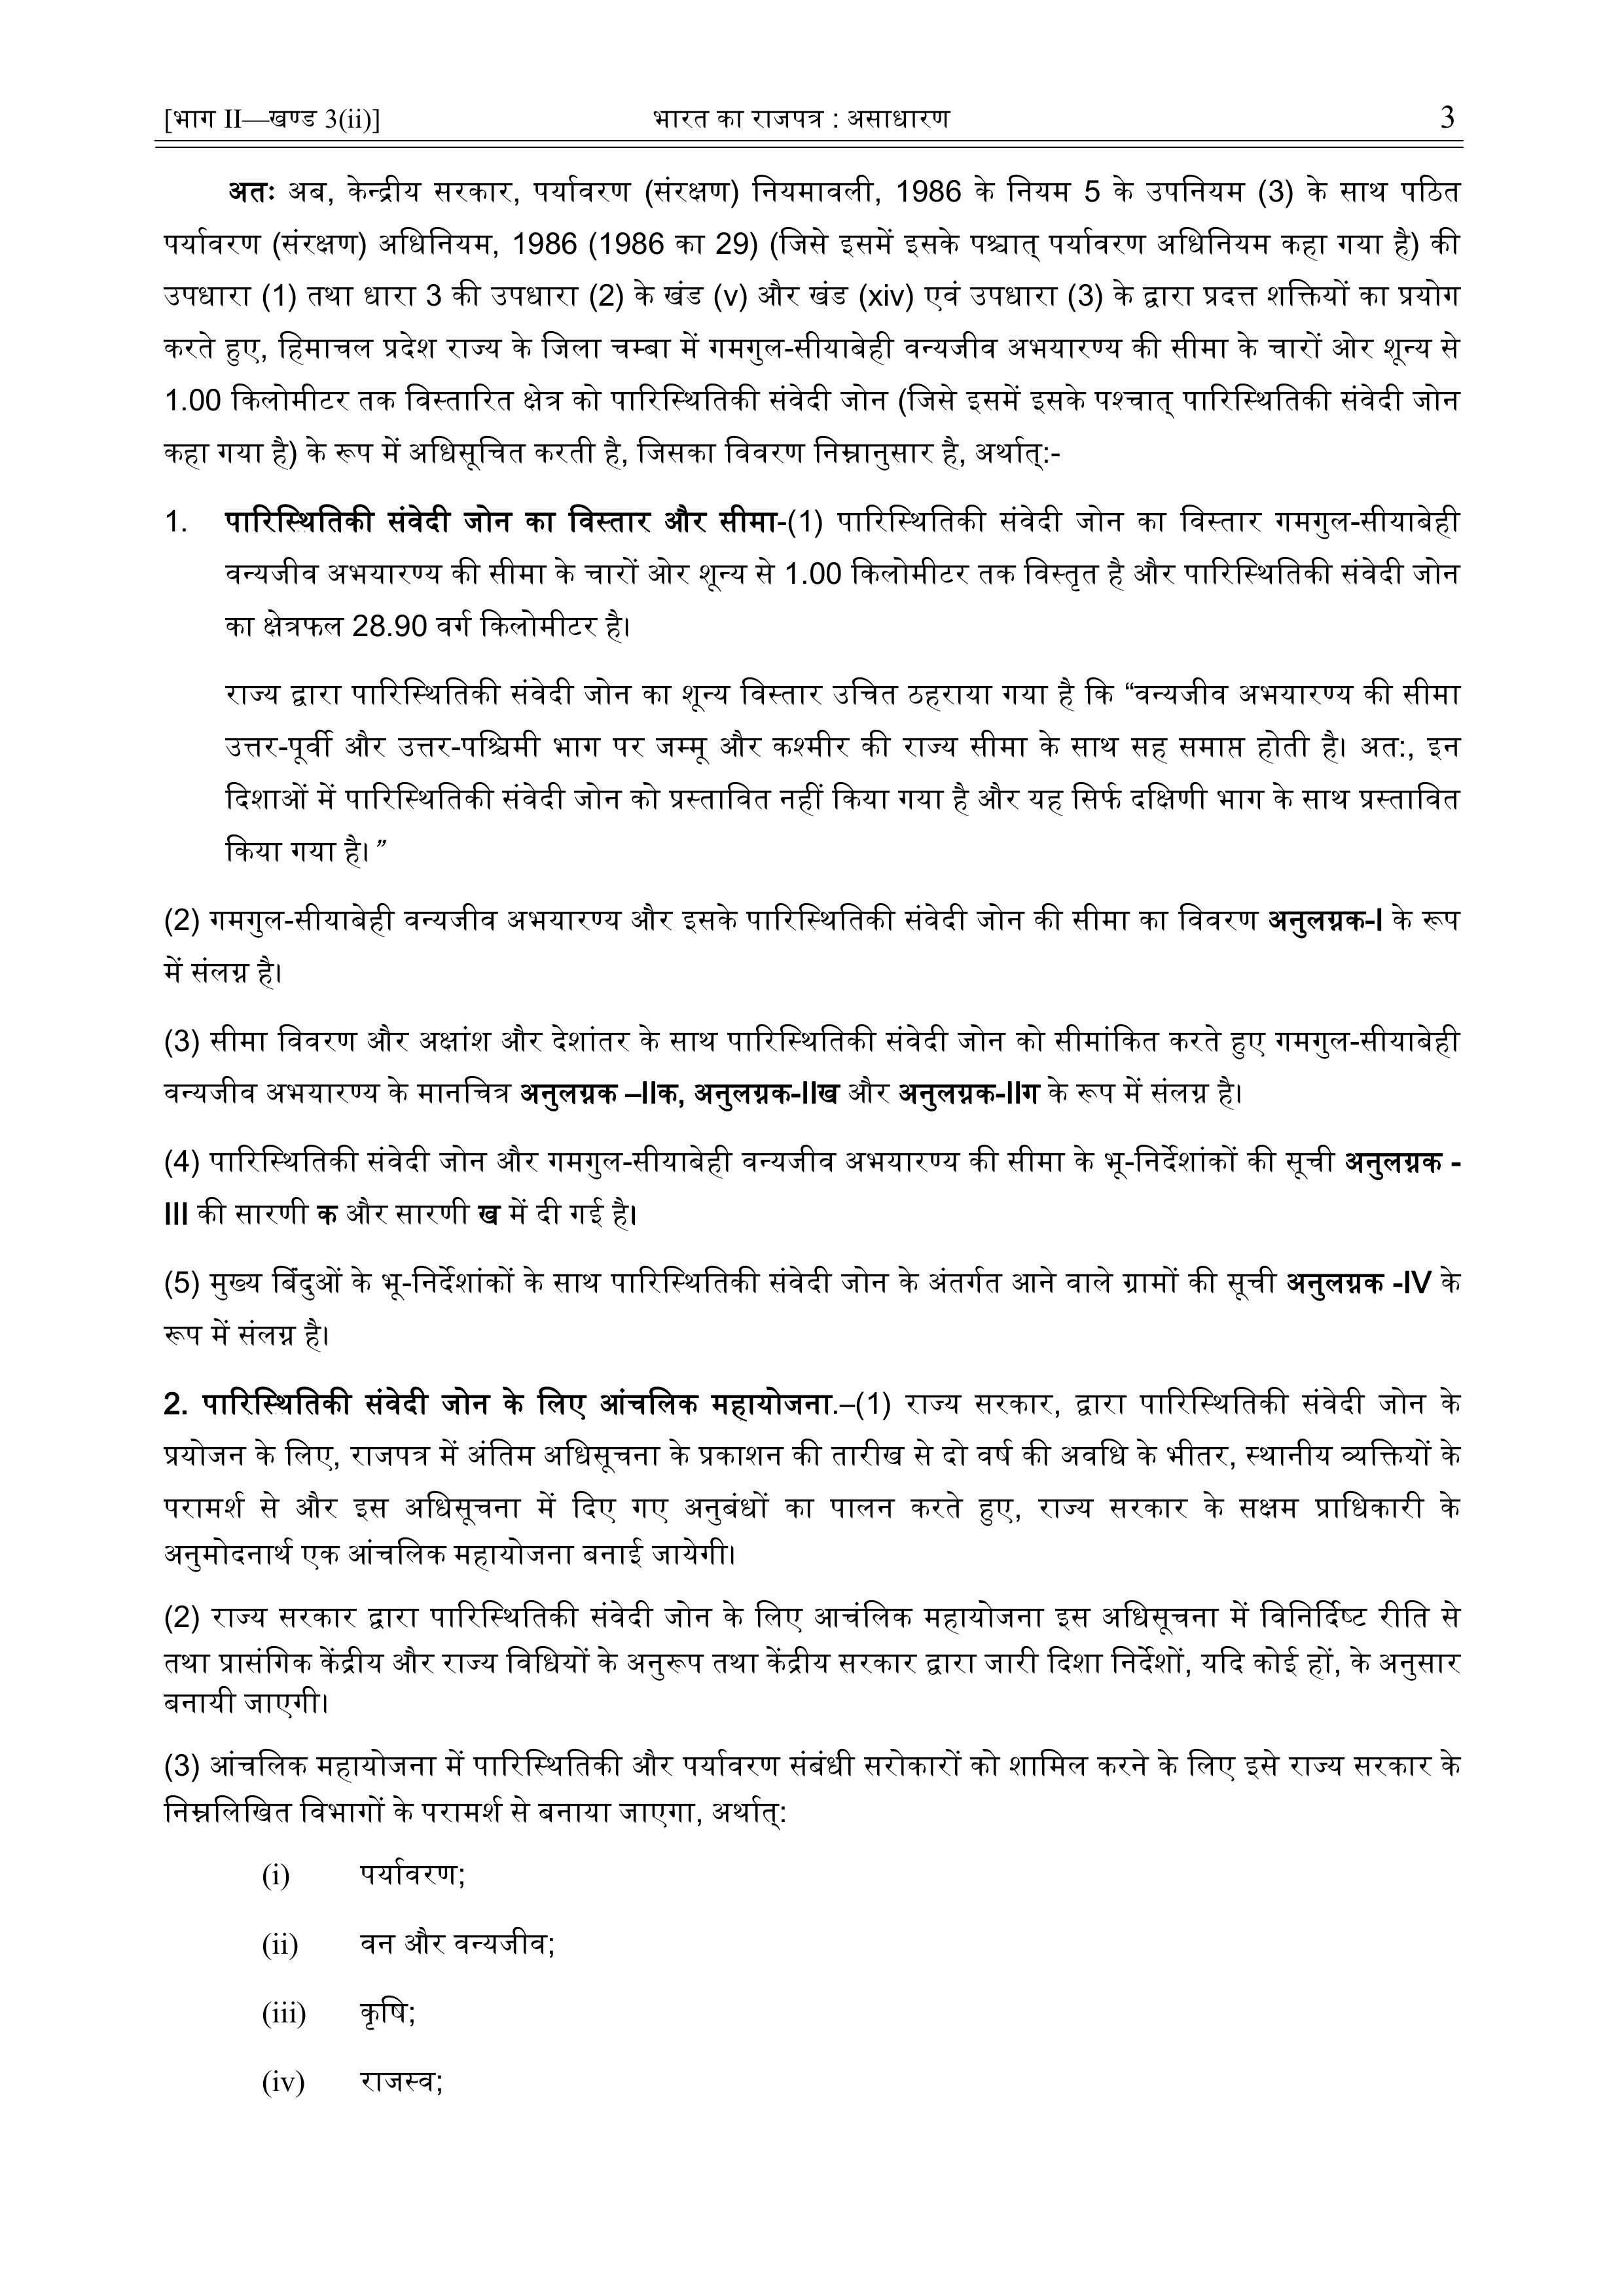 [भाग II—खण्ड 3(ii)] भारत का राजपत्र : असाधारण 3
अतः अब, केन्द्रीय सरकार, पर्यावरण (संरक्षण) नियमावली, 1986 के नियम 5 के उपनियम (3) के साथ पठित
पर्यावरण (संरक्षण) अधिनियम, 1986 (1986 का 29) (जिसे इसमें इसके पश्चात् पर्यावरण अधिनियम कहा गया है) की
उपधारा (1) तथा धारा 3 की उपधारा (2) के खंड (v) और खंड (xiv) एवं उपधारा (3) के द्वारा प्रदत्त शक्तियों का प्रयोग
करते हुए, हिमाचल प्रदेश राज्य के जिला चम्बा में गमगुल-सीयाबेही वन्यजीव अभयारण्य की सीमा के चारों ओर शून्य से
1.00 किलोमीटर तक विस्तारित क्षेत्र को पारिस्थितिकी संवेदी जोन (जिसे इसमें इसके पश्चात् पारिस्थितिकी संवेदी जोन
कहा गया है) के रूप में अधिसूचित करती है, जिसका विवरण निम्नानुसार है, अर्थात्:-
1. पारिस्थितिकी संवेदी जोन का विस्तार और सीमा-(1) पारिस्थितिकी संवेदी जोन का विस्तार गमगुल-सीयाबेही
वन्यजीव अभयारण्य की सीमा के चारों ओर शून्य से 1.00 किलोमीटर तक विस्तृत है और पारिस्थितिकी संवेदी जोन
का क्षेत्रफल 28.90 वर्ग किलोमीटर है।
राज्य द्वारा पारिस्थितिकी संवेदी जोन का शून्य विस्तार उचित ठहराया गया है कि “वन्यजीव अभयारण्य की सीमा
उत्तर-पूर्वी और उत्तर-पश्चिमी भाग पर जम्मू और कश्मीर की राज्य सीमा के साथ सह समाप्त होती है। अत:, इन
दिशाओं में पारिस्थितिकी संवेदी जोन को प्रस्तावित नहीं किया गया है और यह सिर्फ दक्षिणी भाग के साथ प्रस्तावित
किया गया है। ”
(2) गमगुल-सीयाबेही वन्यजीव अभयारण्य और इसके पारिस्थितिकी संवेदी जोन की सीमा का विवरण अनुलग्नक-I के रूप
में संलग्न है।
(3) सीमा विवरण और अक्षांश और देशांतर के साथ पारिस्थितिकी संवेदी जोन को सीमांकित करते हुए गमगुल-सीयाबेही
वन्यजीव अभयारण्य के मानचित्र अनुलग्नक –IIक, अनुलग्नक-IIख और अनुलग्नक-IIग के रूप में संलग्न है।
(4) पारिस्थितिकी संवेदी जोन और गमगुल-सीयाबेही वन्यजीव अभयारण्य की सीमा के भू-निर्देशांकों की सूची अनुलग्नक -
III की सारणी क और सारणी ख में दी गई है।
(5) मुख्य बिंदुओं के भू-निर्देशांकों के साथ पारिस्थितिकी संवेदी जोन के अंतर्गत आने वाले ग्रामों की सूची अनुलग्नक -IV के
रूप में संलग्न है।
2. पारिस्थितिकी संवेदी जोन के लिए आंचलिक महायोजना.–(1) राज्य सरकार, द्वारा पारिस्थितिकी संवेदी जोन के
प्रयोजन के लिए, राजपत्र में अंतिम अधिसूचना के प्रकाशन की तारीख से दो वर्ष की अवधि के भीतर, स्थानीय व्यक्तियों के
परामर्श से और इस अधिसूचना में दिए गए अनुबंधों का पालन करते हुए, राज्य सरकार के सक्षम प्राधिकारी के
अनुमोदनार्थ एक आंचलिक महायोजना बनाई जायेगी।
(2) राज्य सरकार द्वारा पारिस्थितिकी संवेदी जोन के लिए आचंलिक महायोजना इस अधिसूचना में विनिर्दिष्ट रीति से
तथा प्रासंगिक केंद्रीय और राज्य विधियों के अनुरूप तथा केंद्रीय सरकार द्वारा जारी दिशा निर्देशों, यदि कोई हों, के अनुसार
बनायी जाएगी।
(3) आंचलिक महायोजना में पारिस्थितिकी और पर्यावरण संबंधी सरोकारों को शामिल करने के लिए इसे राज्य सरकार के
निम्नलिखित विभागों के परामर्श से बनाया जाएगा, अर्थात्:
(i) पर्यावरण;
(ii) वन और वन्यजीव;
(iii) कृषि;
(iv) राजस्व;